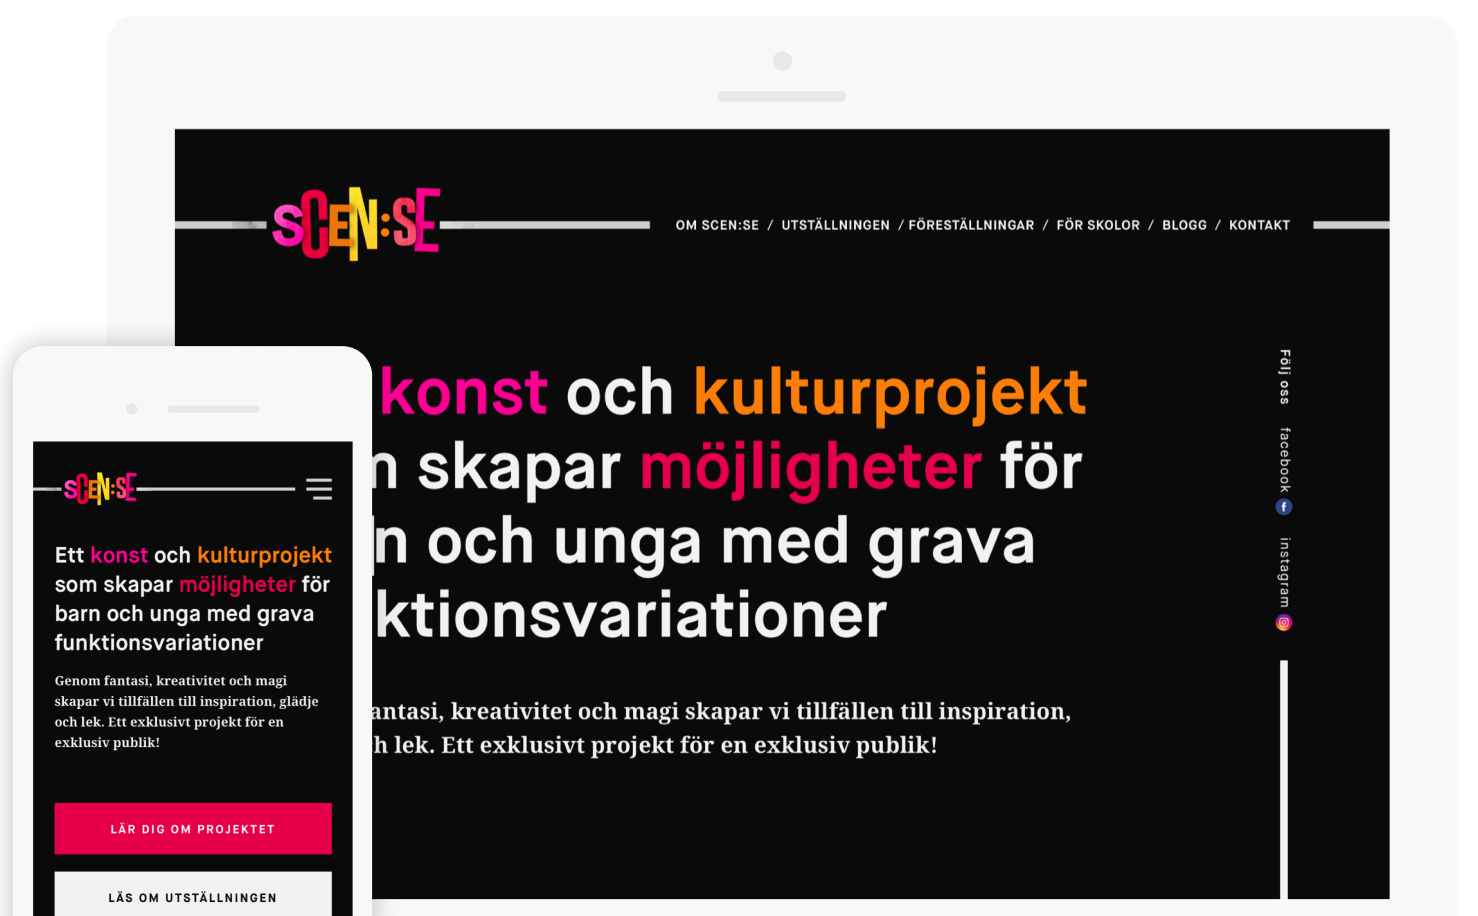 SCEN:SE
OM SCEN:SE / UTSTÄLLNINGEN / FÖRESTÄLLNINGAR / FÖR SKOLOR / BLOGG / KONTAKT
konst och kulturprojekt
skapar möjligheter för
och unga med grava
ktionsvariationer
antasi, kreativitet och magi skapar vi tillfällen till inspiration,
h lek. Ett exklusivt projekt för en exklusiv publik!
Följ oss facebook instagram
SCEN:SE
Ett konst och kulturprojekt
som skapar möjligheter för
barn och unga med grava
funktionsvariationer
Genom fantasi, kreativitet och magi
skapar vi tillfällen till inspiration, glädje
och lek. Ett exklusivt projekt för en
exklusiv publik!
LÄR DIG OM PROJEKTET
LÄS OM UTSTÄLLNINGEN